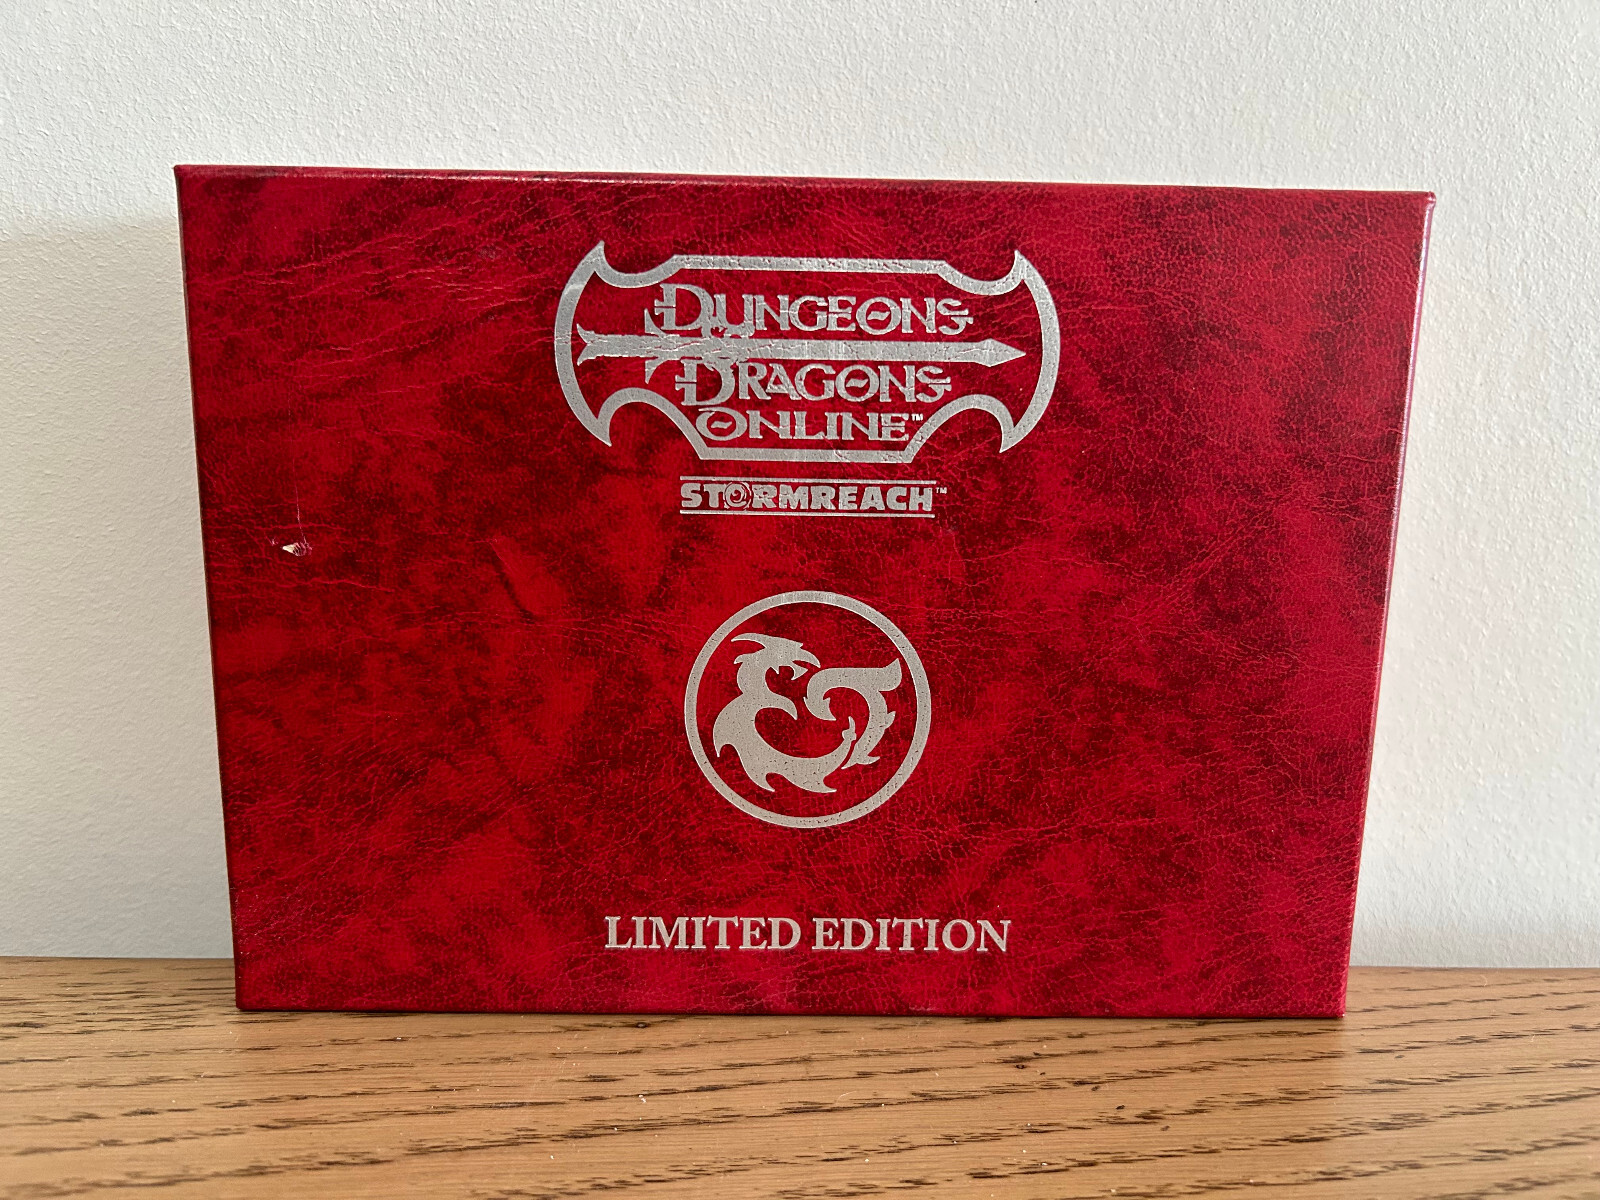 DUNGEONS
DRAGONS
ONLINE™
STORMREACH™
&
LIMITED EDITION